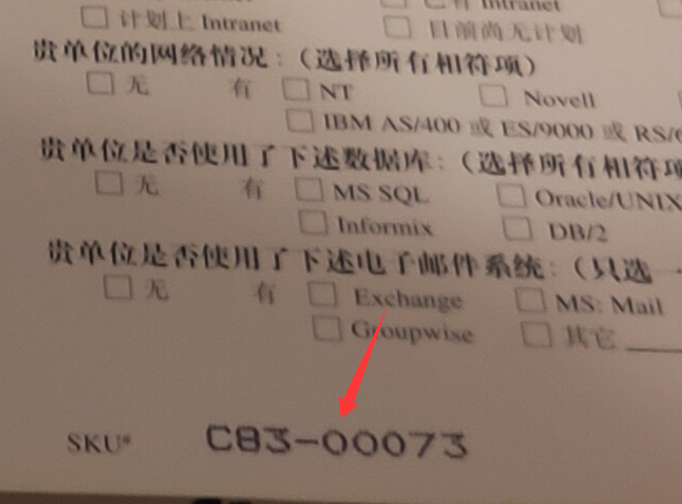 □ 计划上 Intranet □ 目前尚无计划
贵单位的网络情况:(选择所有相符项)
□ 无 有 □ NT □ Novell
□ IBM AS/400 或 ES/9000 或 RS/6
贵单位是否使用了下述数据库:(选择所有相符项
□ 无 有 □ MS SQL □ Oracle/UNIX
□ Informix □ DB/2
贵单位是否使用了下述电子邮件系统:(只选一
□ 无 有 □ Exchange □ MS: Mail
□ Groupwise □ 其它 ____
SKU# C83-00073